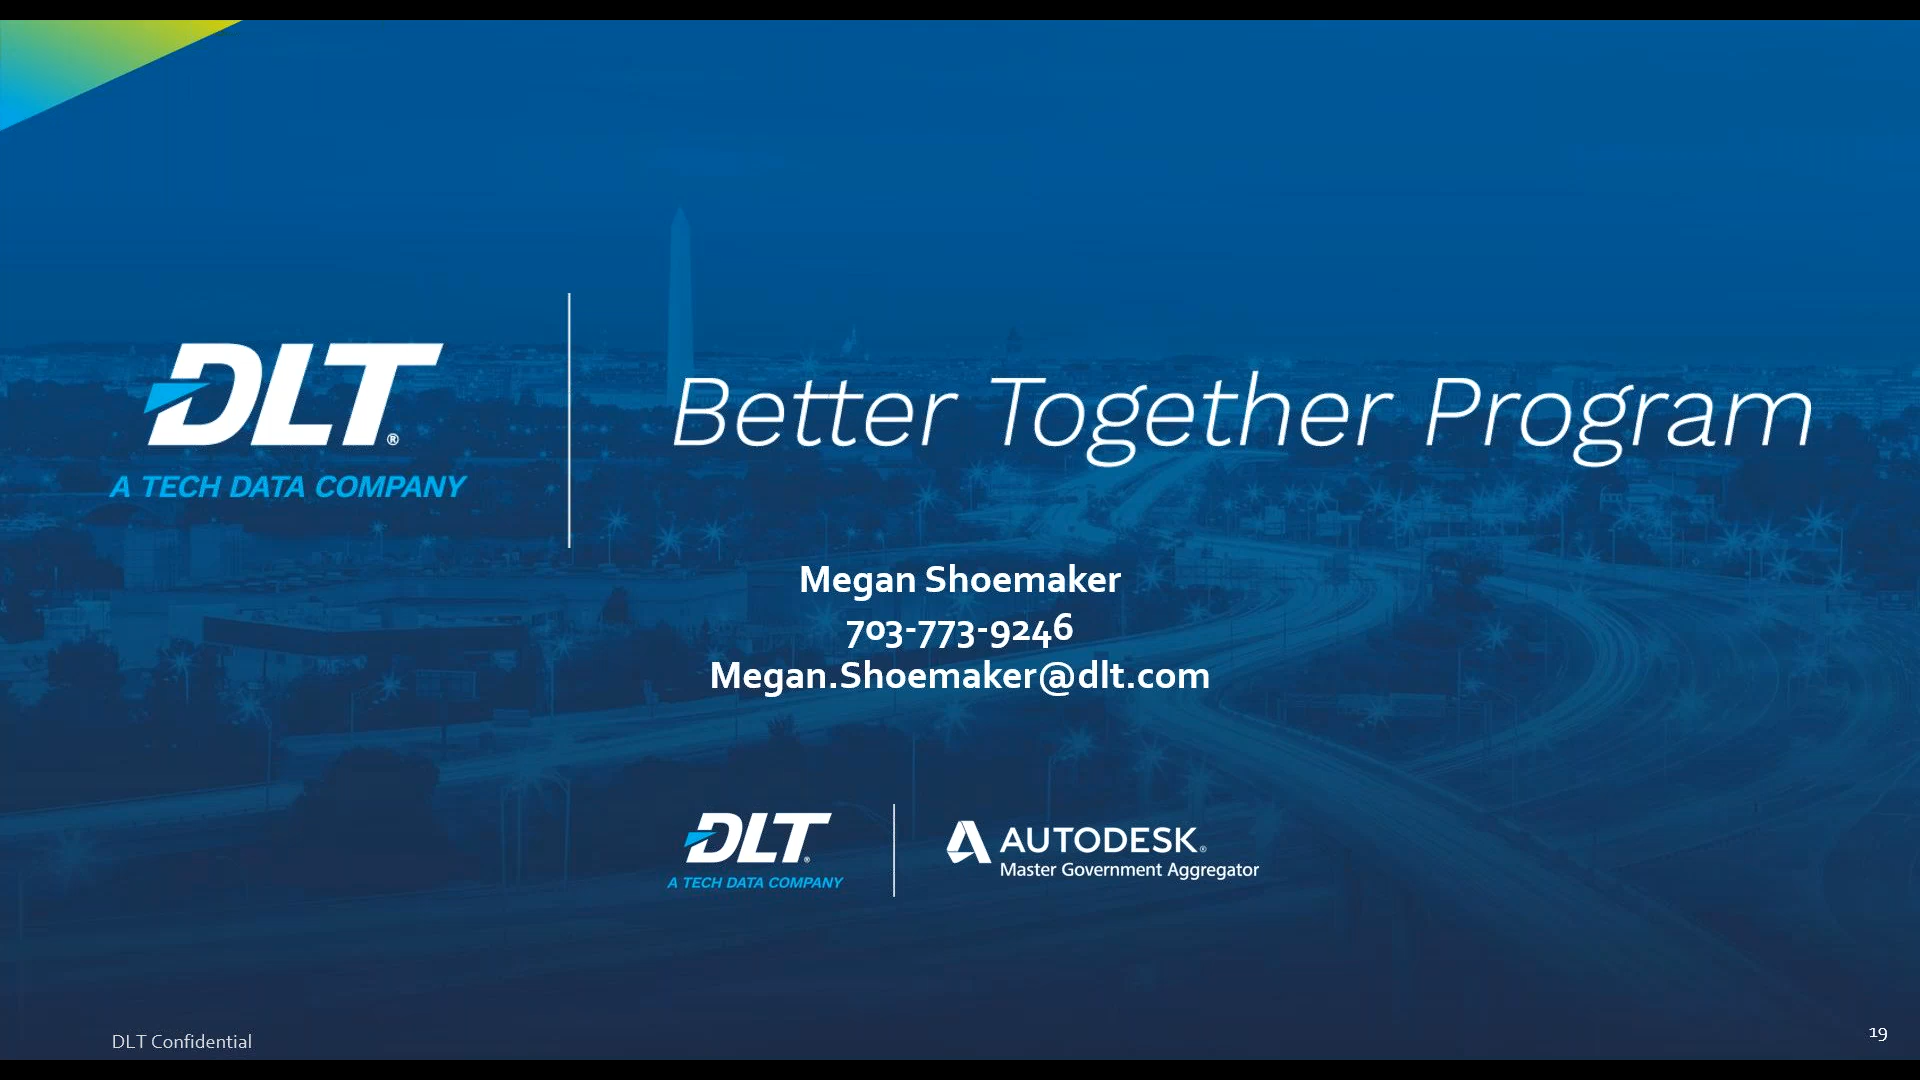 DLT®
A TECH DATA COMPANY
Better Together Program
Megan Shoemaker
703-773-9246
Megan.Shoemaker@dlt.com
DLT®
A TECH DATA COMPANY
AUTODESK®
Master Government Aggregator
DLT Confidential
19